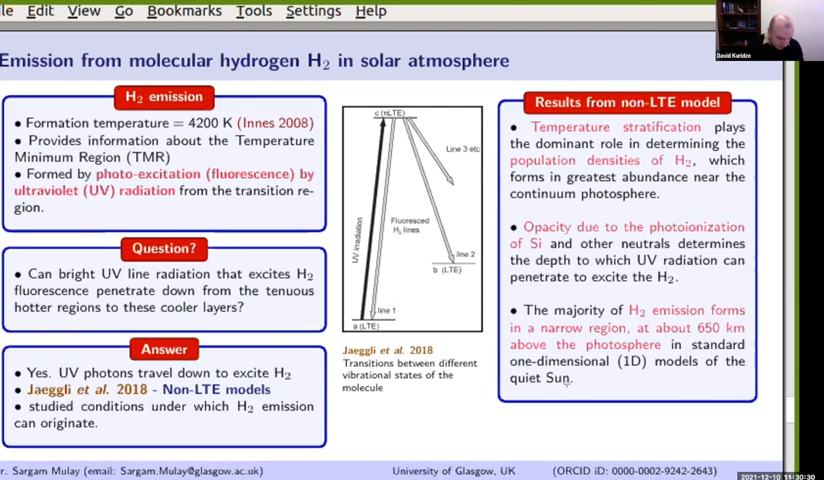 le Edit View Go Bookmarks Tools Settings Help
David Kuridze
Emission from molecular hydrogen H₂ in solar atmosphere
H₂ emission
• Formation temperature = 4200 K (Innes 2008)
• Provides information about the Temperature
Minimum Region (TMR)
• Formed by photo-excitation (fluorescence) by
ultraviolet (UV) radiation from the transition re-
gion.
Question?
• Can bright UV line radiation that excites H₂
fluorescence penetrate down from the tenuous
hotter regions to these cooler layers?
Answer
• Yes. UV photons travel down to excite H₂
• Jaeggli et al. 2018 - Non-LTE models
• studied conditions under which H₂ emission
can originate.
c (nLTE)
Line 3 etc
UV irradiation
Fluoresced
H₂ lines
line 2
b (LTE)
line 1
a (LTE)
Jaeggli et al. 2018
Transitions between different
vibrational states of the
molecule
Results from non-LTE model
• Temperature stratification plays
the dominant role in determining the
population densities of H₂, which
forms in greatest abundance near the
continuum photosphere.
• Opacity due to the photoionization
of Si and other neutrals determines
the depth to which UV radiation can
penetrate to excite the H₂.
• The majority of H₂ emission forms
in a narrow region, at about 650 km
above the photosphere in standard
one-dimensional (1D) models of the
quiet Sun.
r. Sargam Mulay (email: Sargam.Mulay@glasgow.ac.uk)
University of Glasgow, UK
(ORCID iD: 0000-0002-9242-2643)
2021-12-10 11:30:30